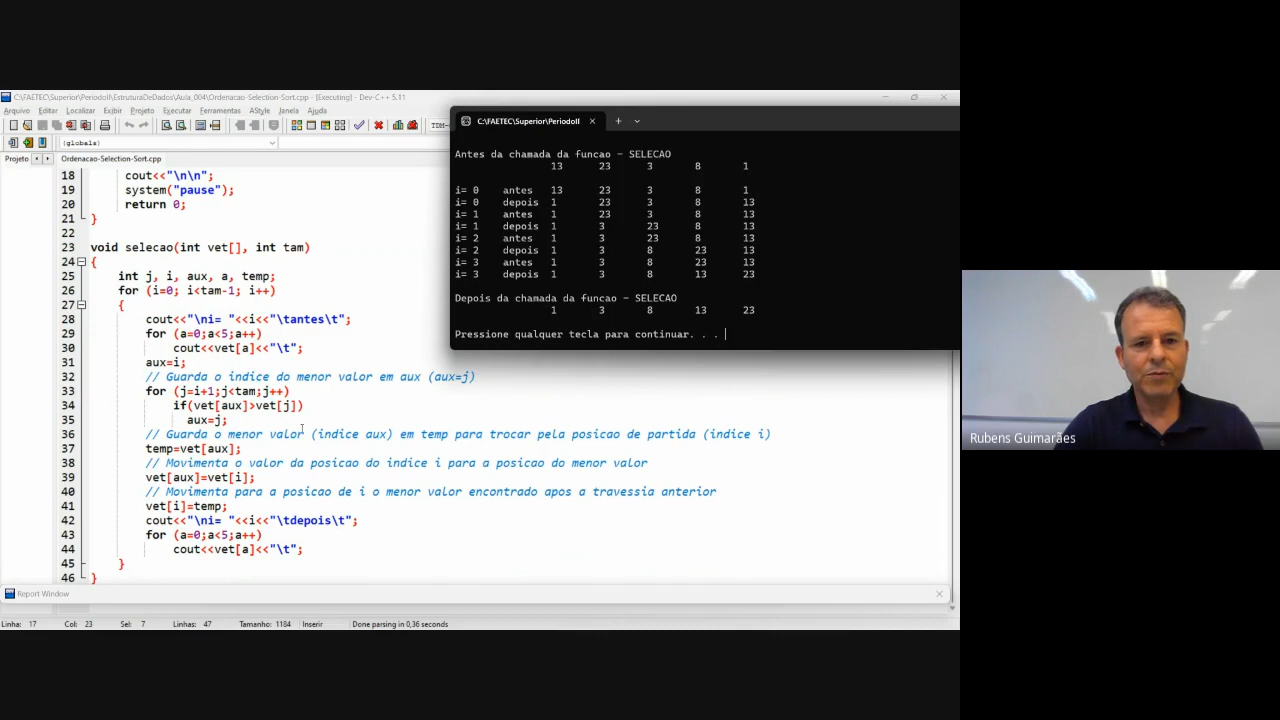 C:\FAETEC\Superior\PeriodoII\EstruturaDeDados\Aula_004\Ordenacao-Selection-Sort.cpp - [Executing] - Dev-C++ 5.11
Arquivo Editar Localizar Exibir Projeto Executar Ferramentas AStyle Janela Ajuda
TDM-
(globals)
Projeto
Ordenacao-Selection-Sort.cpp
18 cout<<"\n\n";
19 system("pause");
20 return 0;
21 }
22
23 void selecao(int vet[], int tam)
24 {
25 int j, i, aux, a, temp;
26 for (i=0; i<tam-1; i++)
27 {
28 cout<<"\ni= "<<i<<"\tantes\t";
29 for (a=0;a<5;a++)
30 cout<<vet[a]<<"\t";
31 aux=i;
32 // Guarda o indice do menor valor em aux (aux=j)
33 for (j=i+1;j<tam;j++)
34 if(vet[aux]>vet[j])
35 aux=j;
36 // Guarda o menor valor (indice aux) em temp para trocar pela posicao de partida (indice i)
37 temp=vet[aux];
38 // Movimenta o valor da posicao do indice i para a posicao do menor valor
39 vet[aux]=vet[i];
40 // Movimenta para a posicao de i o menor valor encontrado apos a travessia anterior
41 vet[i]=temp;
42 cout<<"\ni= "<<i<<"\tdepois\t";
43 for (a=0;a<5;a++)
44 cout<<vet[a]<<"\t";
45 }
46 }
Report Window
Linha: 17 Col: 23 Sel: 7 Linhas: 47 Tamanho: 1184 Inserir Done parsing in 0,36 seconds
C:\FAETEC\Superior\PeriodoII
Antes da chamada da funcao - SELECAO
13 23 3 8 1
i= 0 antes 13 23 3 8 1
i= 0 depois 1 23 3 8 13
i= 1 antes 1 23 3 8 13
i= 1 depois 1 3 23 8 13
i= 2 antes 1 3 23 8 13
i= 2 depois 1 3 8 23 13
i= 3 antes 1 3 8 23 13
i= 3 depois 1 3 8 13 23
Depois da chamada da funcao - SELECAO
1 3 8 13 23
Pressione qualquer tecla para continuar. . .
Rubens Guimarães